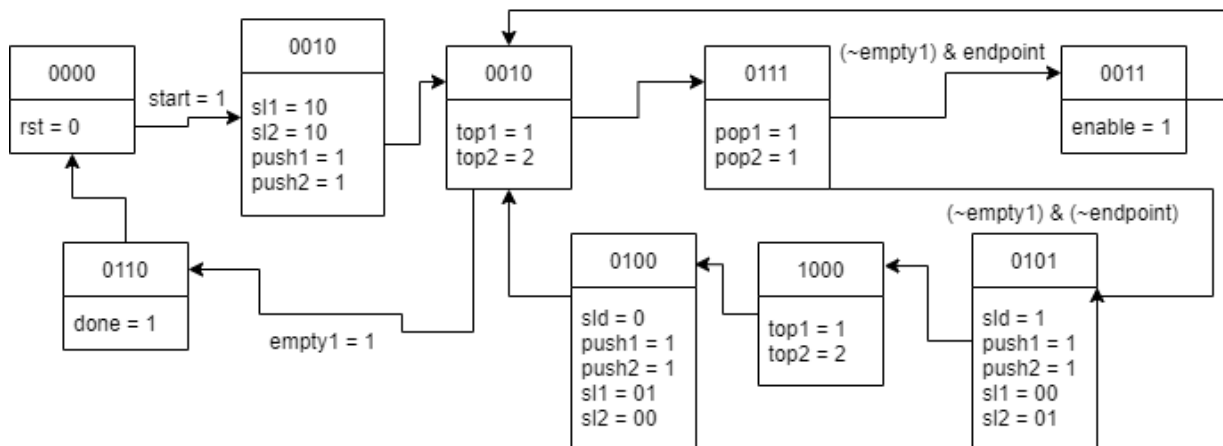 0000
rst = 0
start = 1
0010
sl1 = 10
sl2 = 10
push1 = 1
push2 = 1
0010
top1 = 1
top2 = 2
0111
pop1 = 1
pop2 = 1
(~empty1) & endpoint
0011
enable = 1
(~empty1) & (~endpoint)
0110
done = 1
empty1 = 1
0100
sld = 0
push1 = 1
push2 = 1
sl1 = 01
sl2 = 00
1000
top1 = 1
top2 = 2
0101
sld = 1
push1 = 1
push2 = 1
sl1 = 00
sl2 = 01